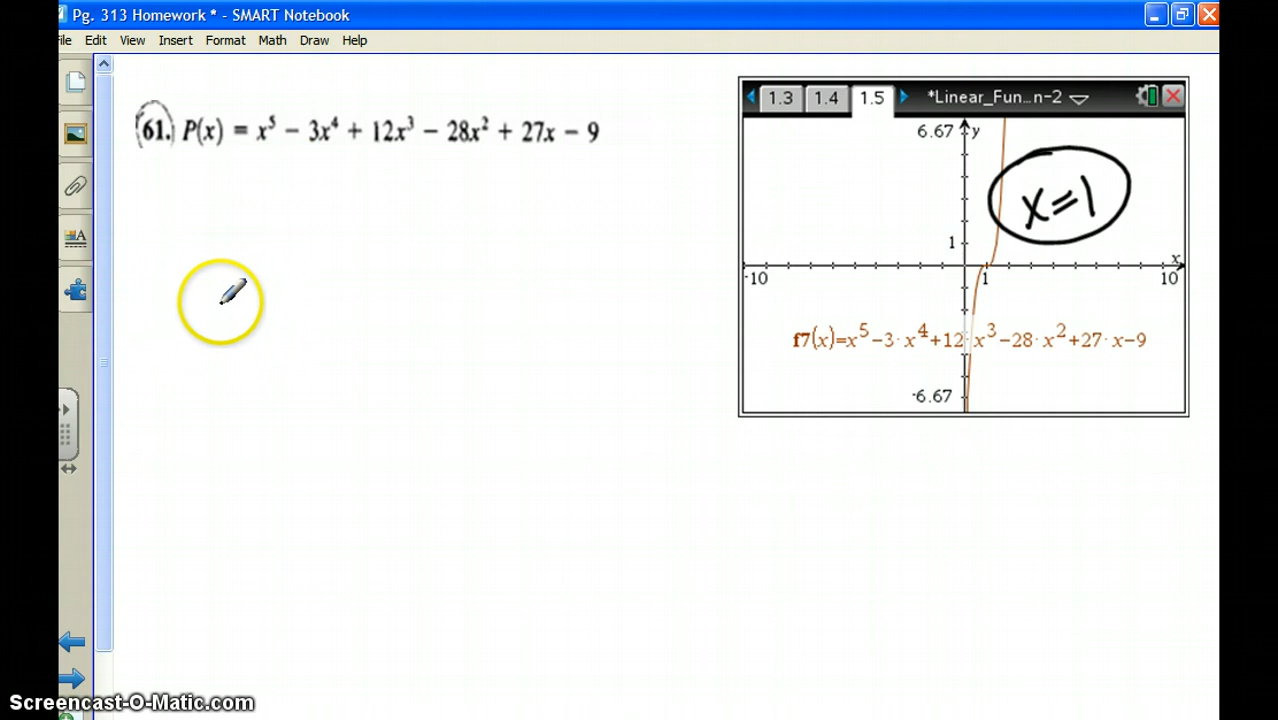 Pg. 313 Homework * - SMART Notebook
File Edit View Insert Format Math Draw Help
61. P(x) = x⁵ − 3x⁴ + 12x³ − 28x² + 27x − 9
1.3 1.4 1.5 *Linear_Fun…n-2
6.67 y
x=1
1
x
-10 1 10
f7(x)=x⁵−3·x⁴+12·x³−28·x²+27·x−9
-6.67
Screencast-O-Matic.com